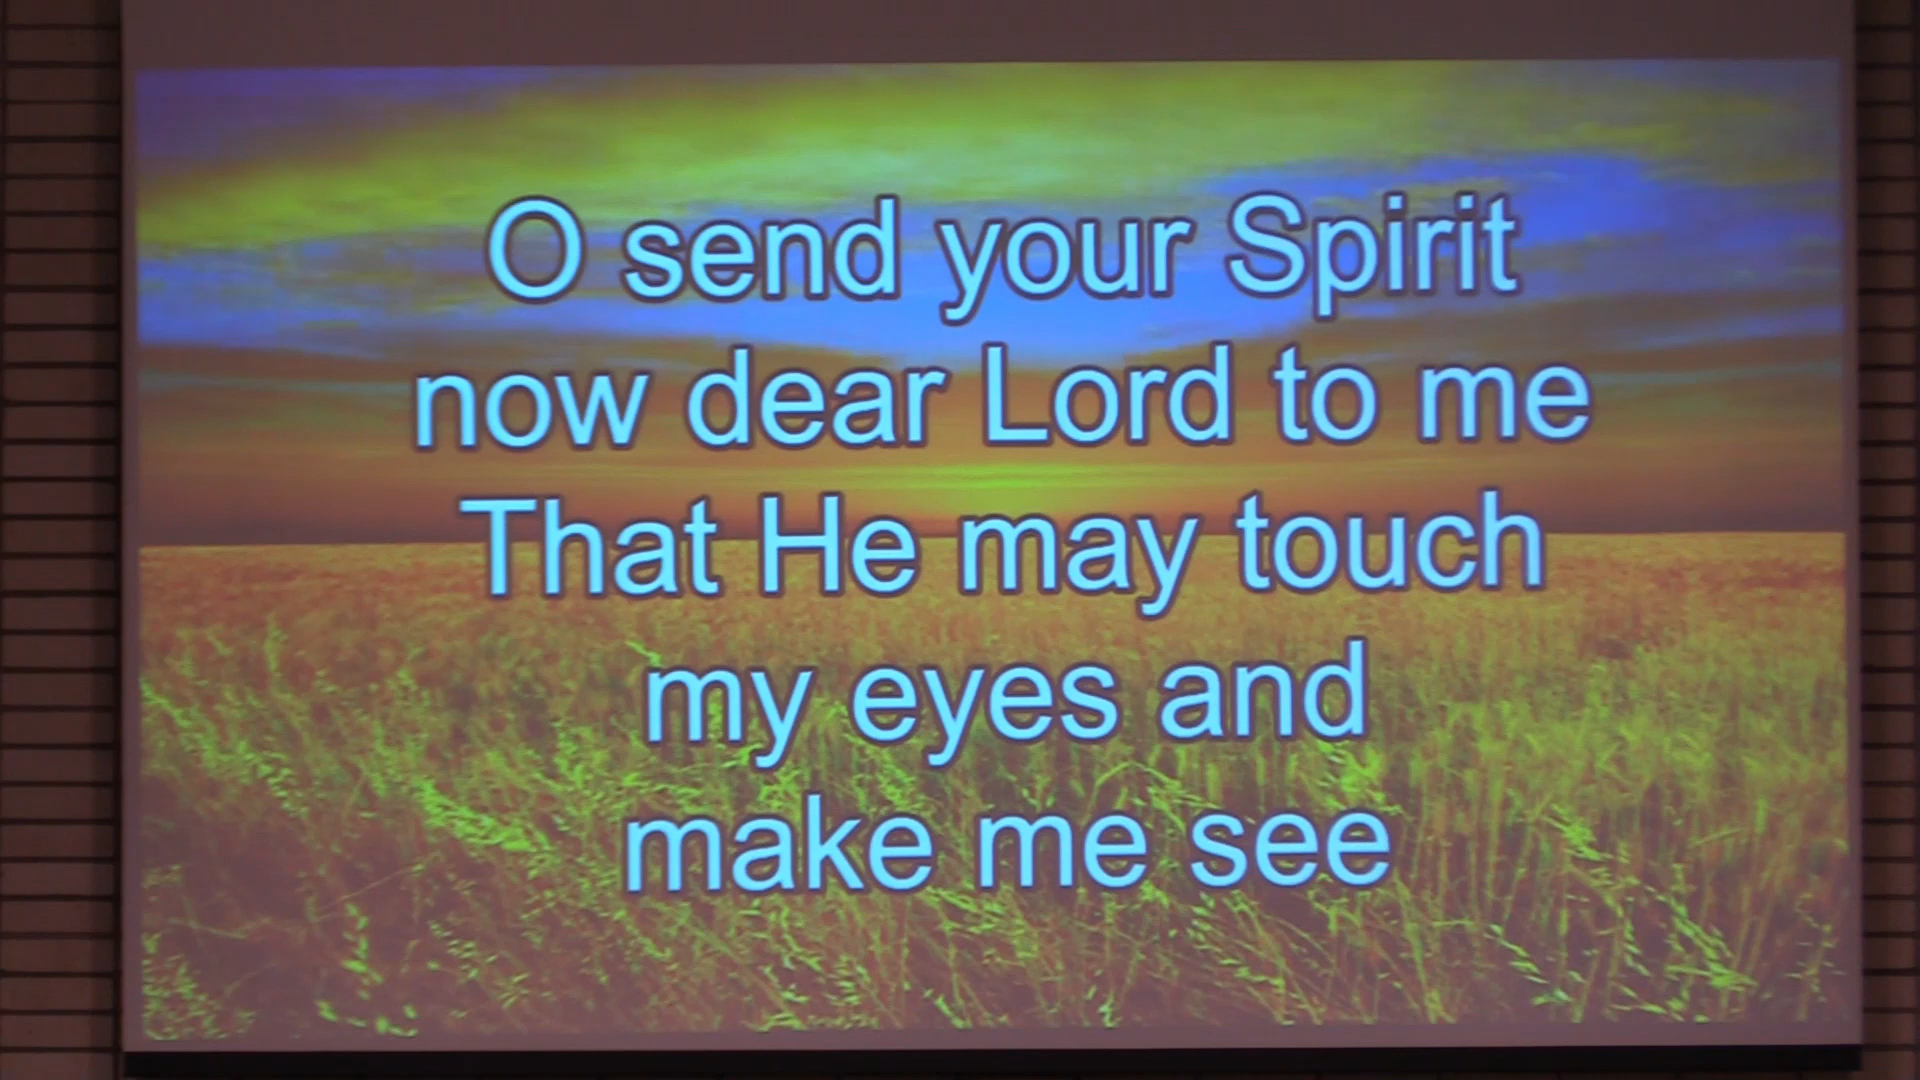 O send your Spirit
now dear Lord to me
That He may touch
my eyes and
make me see